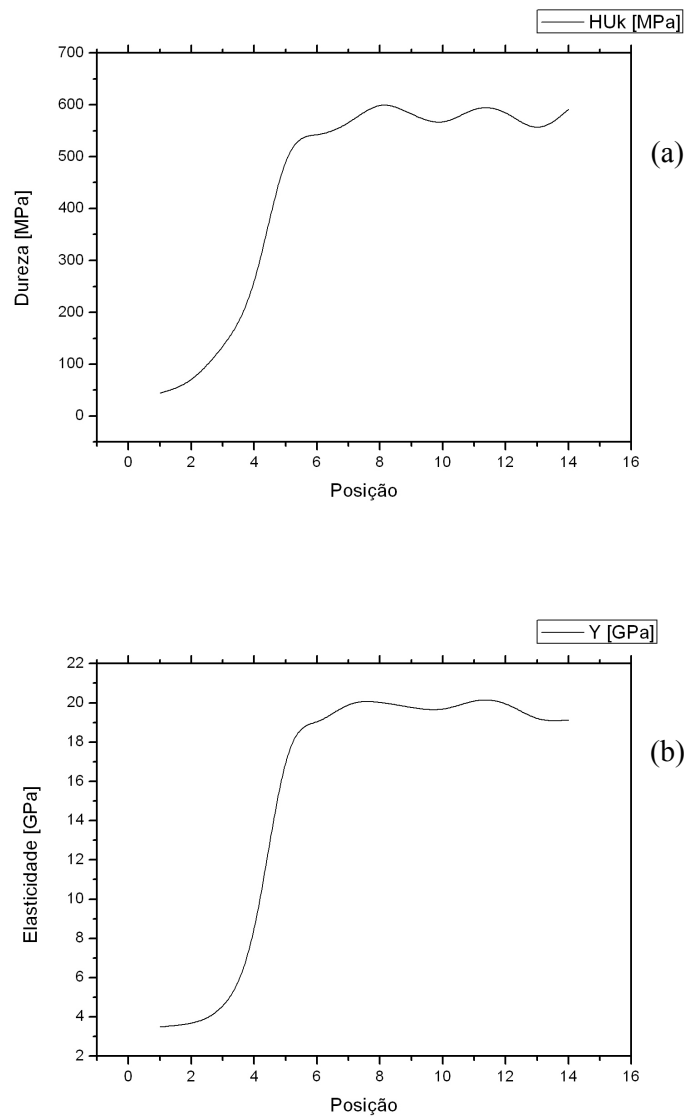 HUk [MPa]
700
600
500
400
300
200
100
0
Dureza [MPa]
0 2 4 6 8 10 12 14 16
Posição
(a)
Y [GPa]
22
20
18
16
14
12
10
8
6
4
2
Elasticidade [GPa]
0 2 4 6 8 10 12 14 16
Posição
(b)